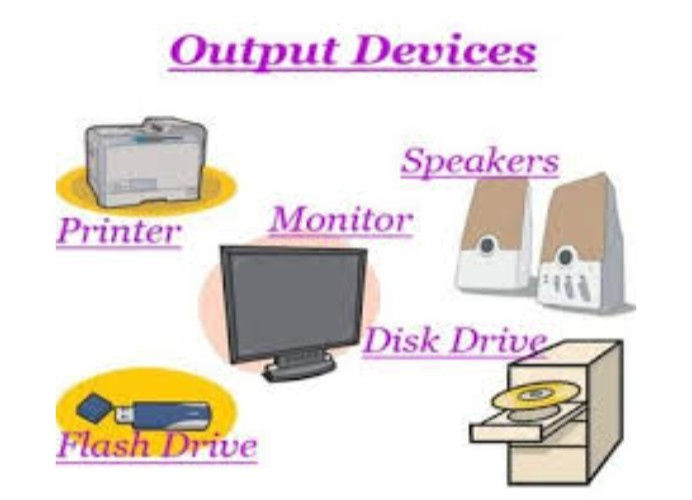 Output Devices
Speakers
Printer
Monitor
Disk Drive
Flash Drive